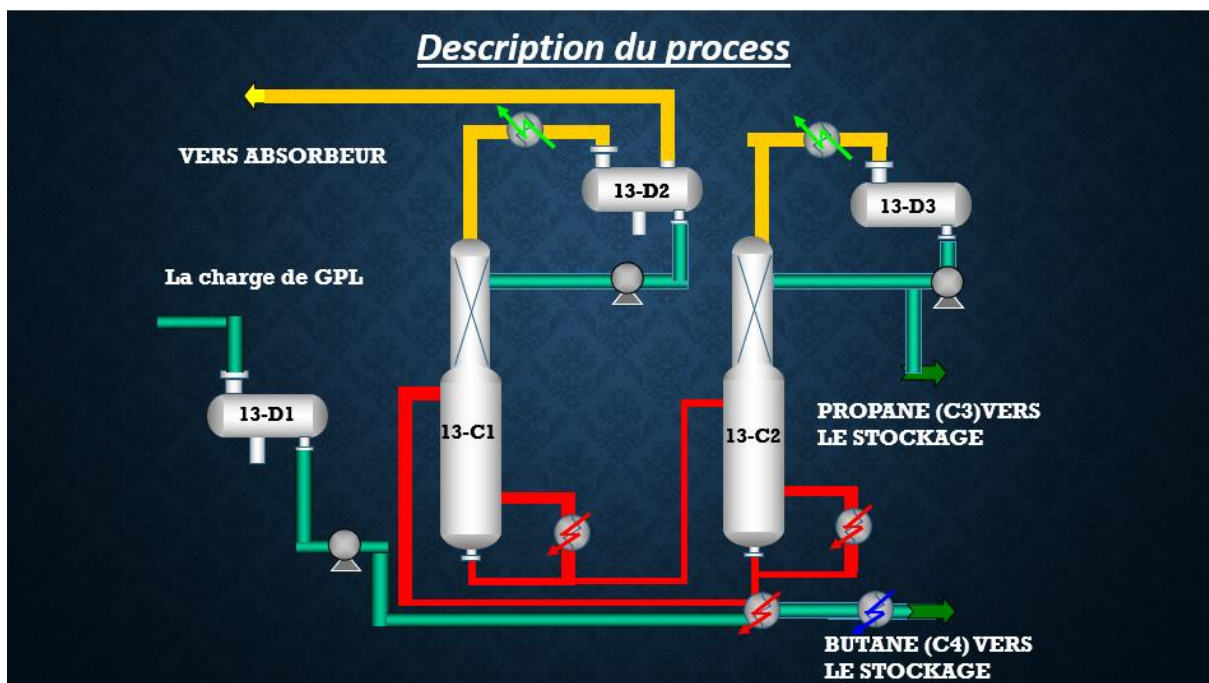 Description du process
VERS ABSORBEUR
13-D2
13-D3
La charge de GPL
13-D1
13-C1
13-C2
PROPANE (C3)VERS
LE STOCKAGE
BUTANE (C4) VERS
LE STOCKAGE